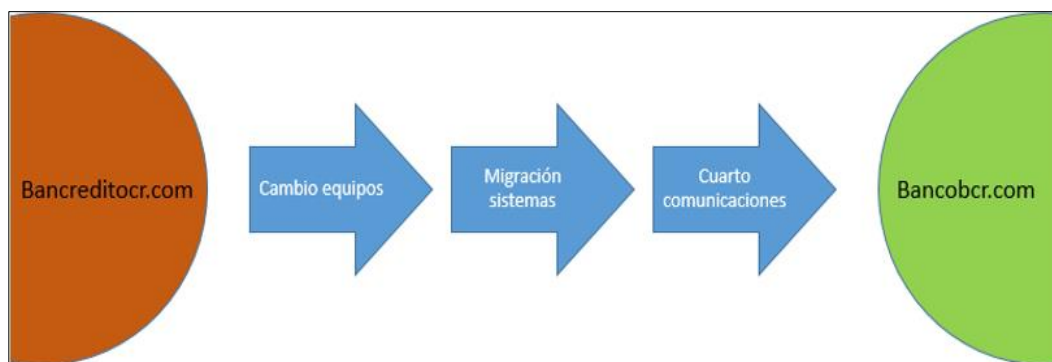 Bancreditocr.com
Cambio equipos
Migración
sistemas
Cuarto
comunicaciones
Bancobcr.com